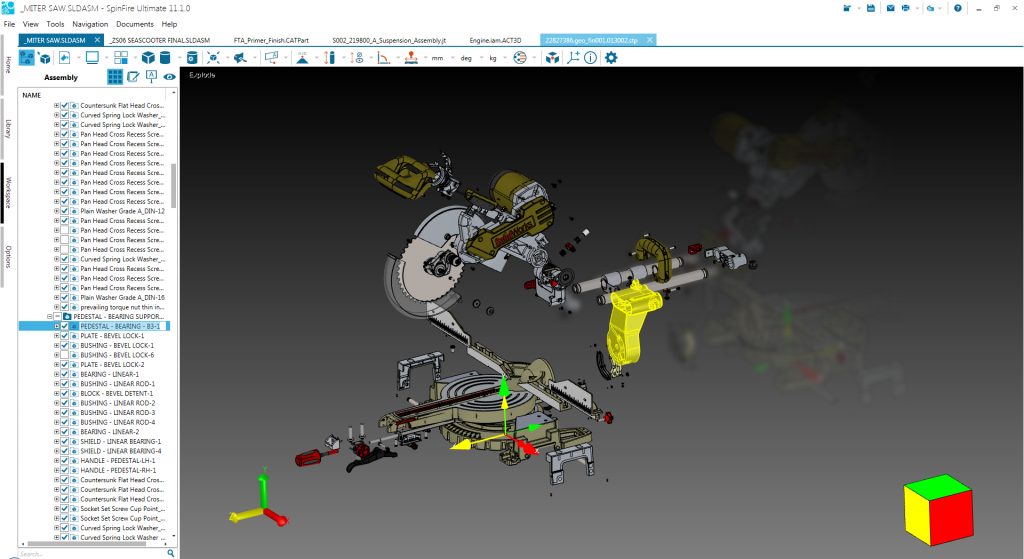 _MITER SAW.SLDASM - SpinFire Ultimate 11.1.0
File View Tools Navigation Documents Help
_MITER SAW.SLDASM X _ZS06 SEASCOOTER FINAL.SLDASM FTA_Primer_Finish.CATPart S002_219800_A_Suspension_Assembly.jt Engine.iam.ACT3D 22827386.geo_fin001.013002.stp X
mm deg kg
Home
Library
Workspace
Options
Assembly
NAME
Countersunk Flat Head Cros...
Curved Spring Lock Washer_...
Curved Spring Lock Washer_...
Pan Head Cross Recess Scre...
Pan Head Cross Recess Scre...
Pan Head Cross Recess Scre...
Pan Head Cross Recess Scre...
Pan Head Cross Recess Scre...
Pan Head Cross Recess Scre...
Pan Head Cross Recess Scre...
Pan Head Cross Recess Scre...
Plain Washer Grade A_DIN-12
Pan Head Cross Recess Scre...
Pan Head Cross Recess Scre...
Pan Head Cross Recess Scre...
Pan Head Cross Recess Scre...
Curved Spring Lock Washer_...
Pan Head Cross Recess Scre...
Pan Head Cross Recess Scre...
Pan Head Cross Recess Scre...
Plain Washer Grade A_DIN-16
prevailing torque nut thin in...
PEDESTAL - BEARING SUPPOR...
PEDESTAL - BEARING - 83-1
PLATE - BEVEL LOCK-1
BUSHING - BEVEL LOCK-1
BUSHING - BEVEL LOCK-6
PLATE - BEVEL LOCK-2
BEARING - LINEAR-1
BUSHING - LINEAR ROD-1
BLOCK - BEVEL DETENT-1
BUSHING - LINEAR ROD-2
BUSHING - LINEAR ROD-3
BUSHING - LINEAR ROD-4
BEARING - LINEAR-2
SHIELD - LINEAR BEARING-1
SHIELD - LINEAR BEARING-4
HANDLE - PEDESTAL-LH-1
HANDLE - PEDESTAL-RH-1
Countersunk Flat Head Cros...
Countersunk Flat Head Cros...
Countersunk Flat Head Cros...
Socket Set Screw Cup Point_...
Socket Set Screw Cup Point_...
Curved Spring Lock Washer_...
Curved Spring Lock Washer_...
Search...
Explode
SolidWorks
X
Y